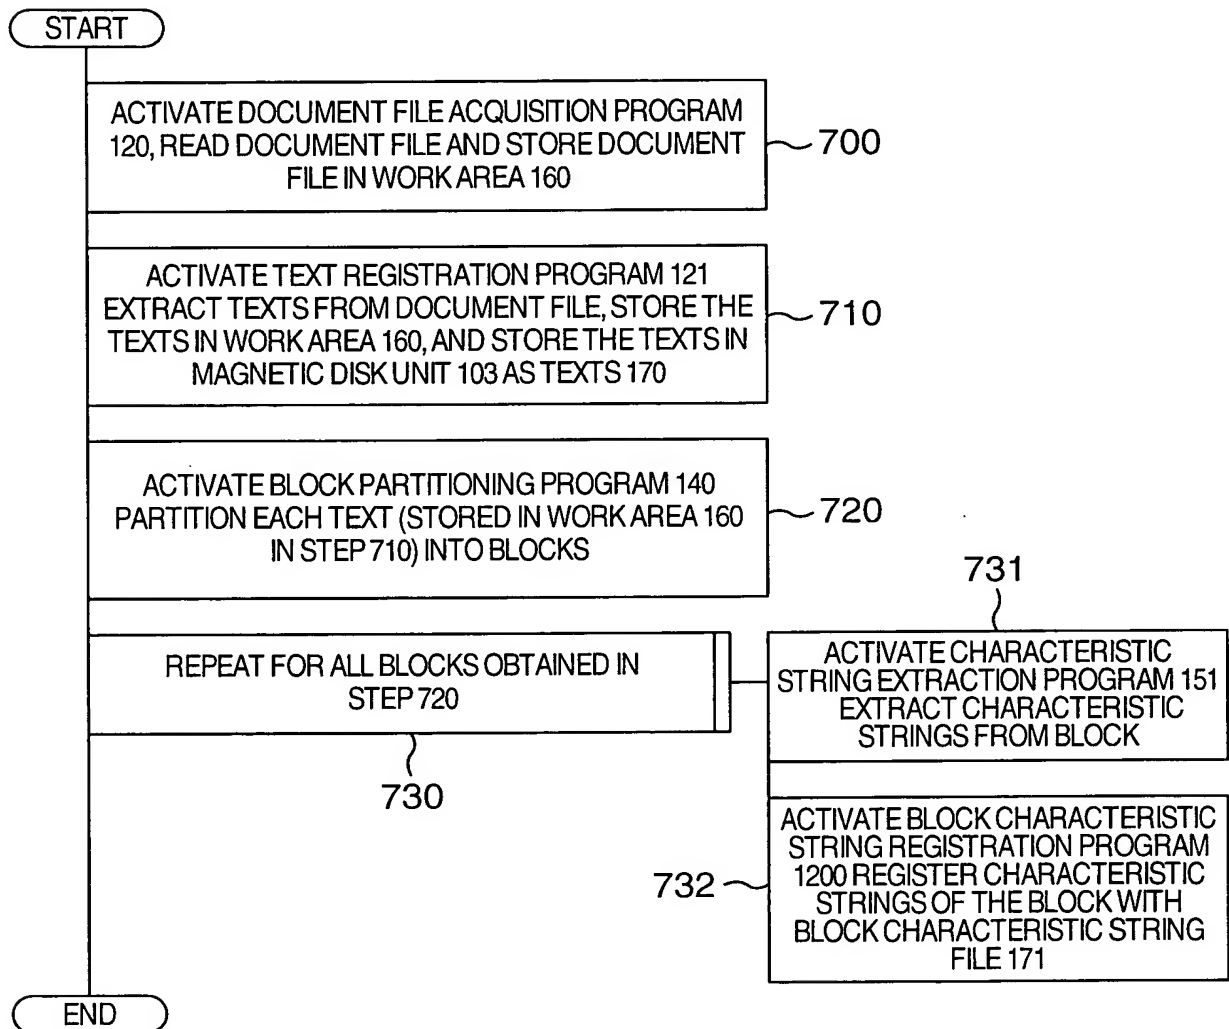 START
ACTIVATE DOCUMENT FILE ACQUISITION PROGRAM
120, READ DOCUMENT FILE AND STORE DOCUMENT
FILE IN WORK AREA 160
700
ACTIVATE TEXT REGISTRATION PROGRAM 121
EXTRACT TEXTS FROM DOCUMENT FILE, STORE THE
TEXTS IN WORK AREA 160, AND STORE THE TEXTS IN
MAGNETIC DISK UNIT 103 AS TEXTS 170
710
ACTIVATE BLOCK PARTITIONING PROGRAM 140
PARTITION EACH TEXT (STORED IN WORK AREA 160
IN STEP 710) INTO BLOCKS
720
REPEAT FOR ALL BLOCKS OBTAINED IN
STEP 720
730
731
ACTIVATE CHARACTERISTIC
STRING EXTRACTION PROGRAM 151
EXTRACT CHARACTERISTIC
STRINGS FROM BLOCK
732
ACTIVATE BLOCK CHARACTERISTIC
STRING REGISTRATION PROGRAM
1200 REGISTER CHARACTERISTIC
STRINGS OF THE BLOCK WITH
BLOCK CHARACTERISTIC STRING
FILE 171
END